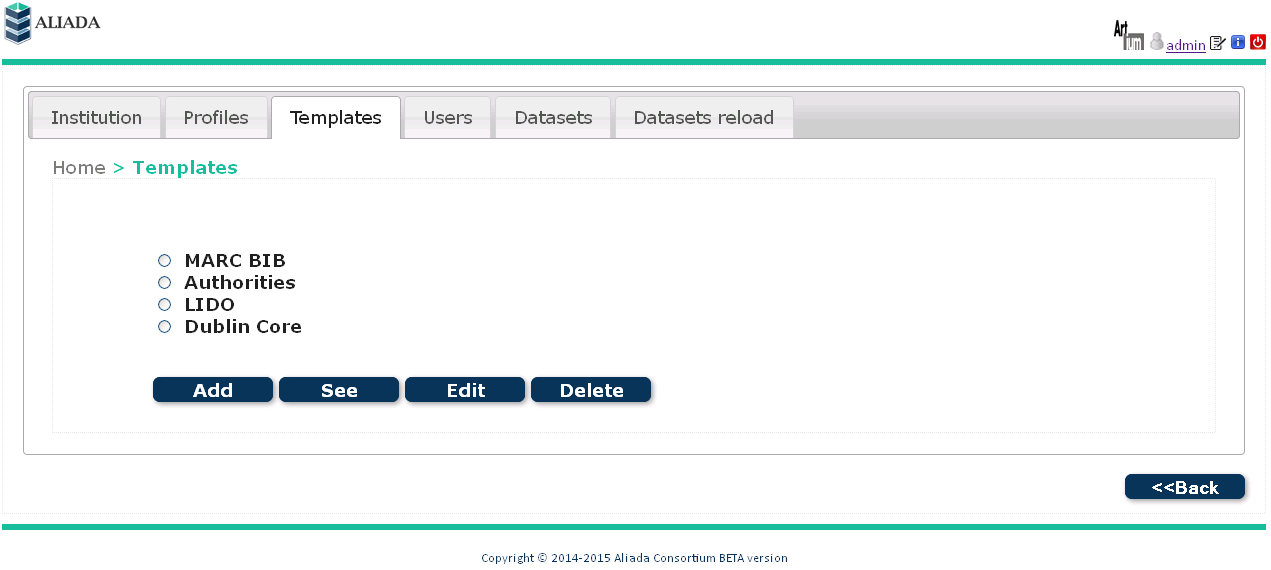 ALIADA
Art
ium
admin
Institution Profiles Templates Users Datasets Datasets reload
Home > Templates
MARC BIB
Authorities
LIDO
Dublin Core
Add See Edit Delete
<<Back
Copyright © 2014-2015 Aliada Consortium BETA version